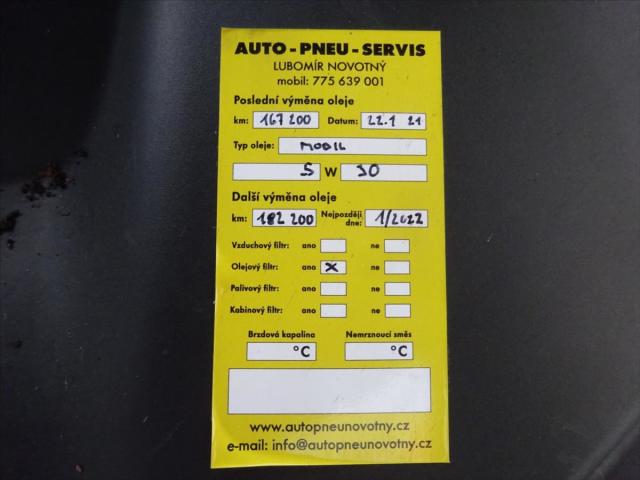 AUTO - PNEU - SERVIS
LUBOMÍR NOVOTNÝ
mobil: 775 639 001
Poslední výměna oleje
km: 167 200 Datum: 22.1 21
Typ oleje: MOBIL
5 W 30
Další výměna oleje
km: 182 200 Nejpozději dne: 1/2022
Vzduchový filtr: ano ne
Olejový filtr: ano x ne
Palivový filtr: ano ne
Kabinový filtr: ano ne
Brzdová kapalina Nemrznoucí směs
°C °C
www.autopneunovotny.cz
e-mail: info@autopneunovotny.cz